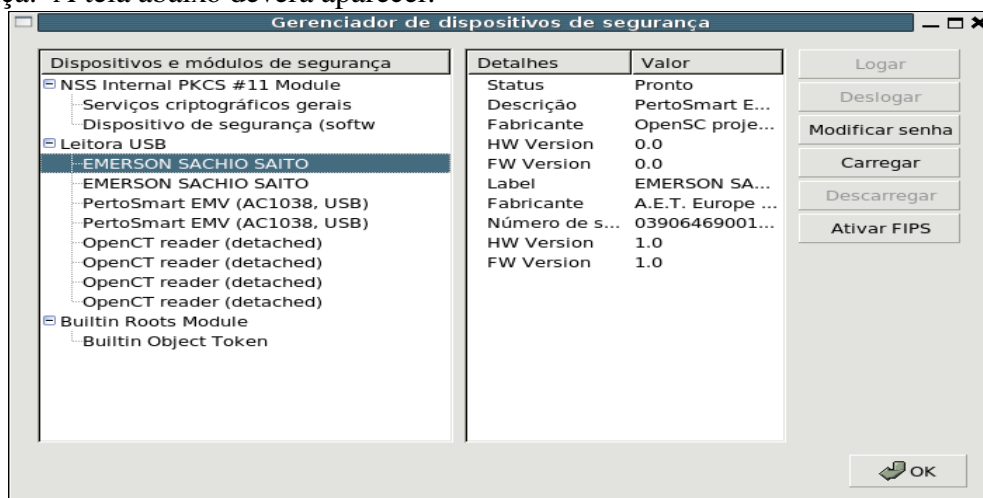 ça. A tela abaixo deverá aparecer.
Gerenciador de dispositivos de segurança
Dispositivos e módulos de segurança
NSS Internal PKCS #11 Module
Serviços criptográficos gerais
Dispositivo de segurança (softw
Leitora USB
EMERSON SACHIO SAITO
EMERSON SACHIO SAITO
PertoSmart EMV (AC1038, USB)
PertoSmart EMV (AC1038, USB)
OpenCT reader (detached)
OpenCT reader (detached)
OpenCT reader (detached)
OpenCT reader (detached)
Builtin Roots Module
Builtin Object Token
Detalhes Valor
Status Pronto
Descrição PertoSmart E...
Fabricante OpenSC proje...
HW Version 0.0
FW Version 0.0
Label EMERSON SA...
Fabricante A.E.T. Europe ...
Número de s... 03906469001...
HW Version 1.0
FW Version 1.0
Logar
Deslogar
Modificar senha
Carregar
Descarregar
Ativar FIPS
OK